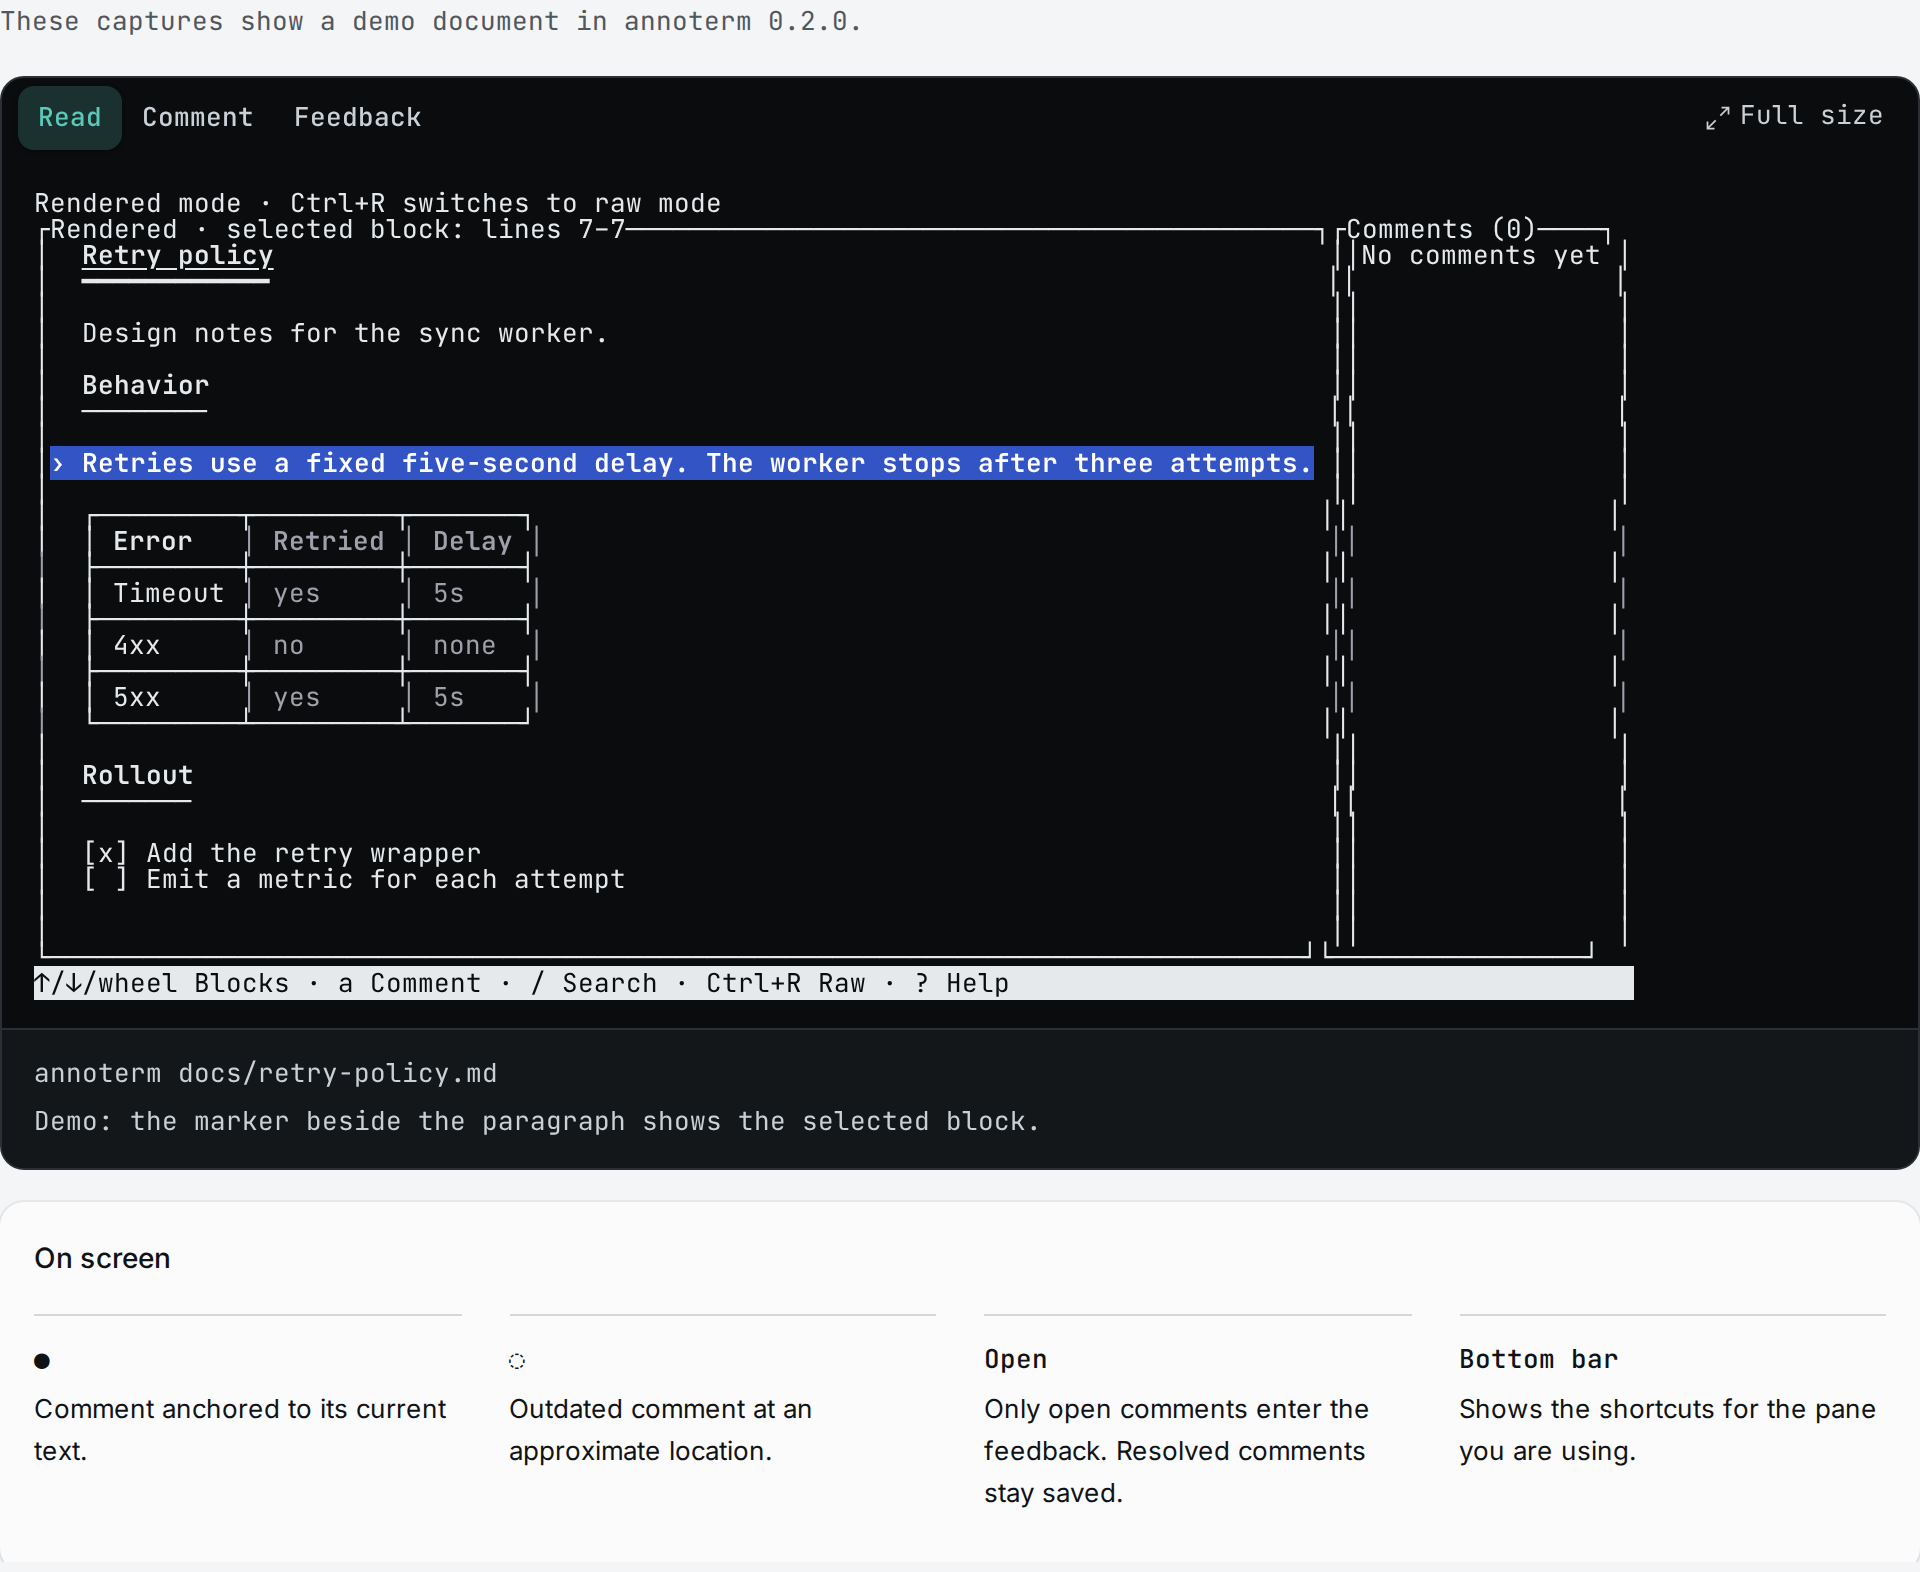 These captures show a demo document in annoterm 0.2.0.
Read Comment Feedback Full size
Rendered mode · Ctrl+R switches to raw mode
Rendered · selected block: lines 7-7 Comments (0)
Retry policy No comments yet
Design notes for the sync worker.
Behavior
› Retries use a fixed five-second delay. The worker stops after three attempts.
Error Retried Delay
Timeout yes 5s
4xx no none
5xx yes 5s
Rollout
[x] Add the retry wrapper
[ ] Emit a metric for each attempt
↑/↓/wheel Blocks · a Comment · / Search · Ctrl+R Raw · ? Help
annoterm docs/retry-policy.md
Demo: the marker beside the paragraph shows the selected block.
On screen
●
Comment anchored to its current
text.
◌
Outdated comment at an
approximate location.
Open
Only open comments enter the
feedback. Resolved comments
stay saved.
Bottom bar
Shows the shortcuts for the pane
you are using.